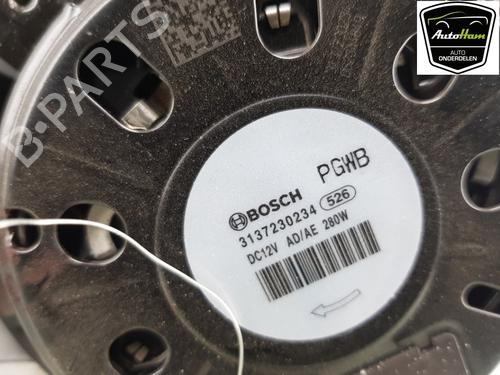 AutoHam
AUTO
ONDERDELEN
B-PARTS
PGWB
BOSCH
3137230234 526
DC12V AD/AE 280W